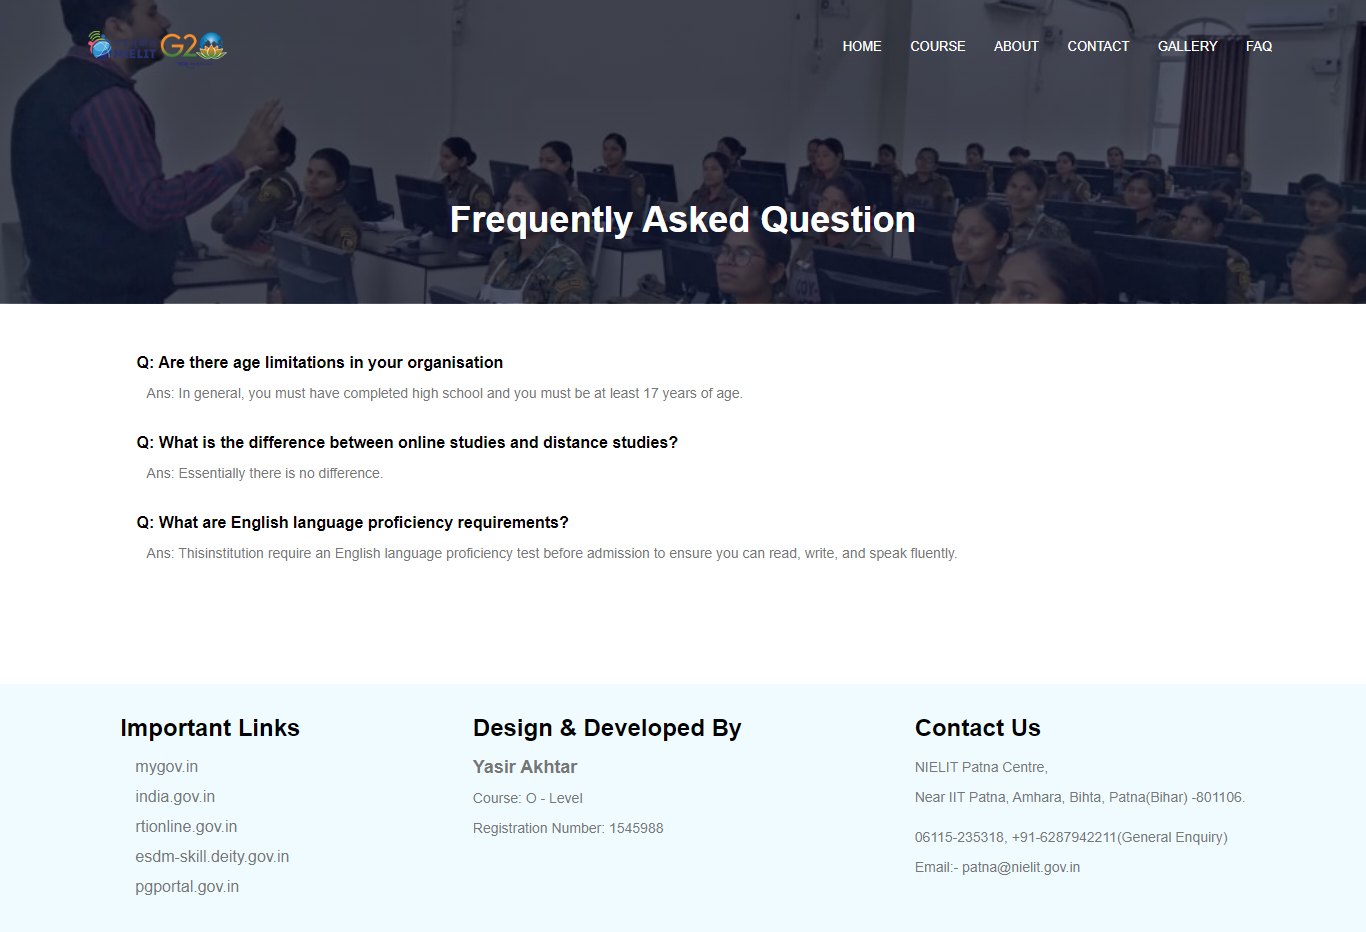 NIELIT G20
HOME COURSE ABOUT CONTACT GALLERY FAQ
Frequently Asked Question
Q: Are there age limitations in your organisation
Ans: In general, you must have completed high school and you must be at least 17 years of age.
Q: What is the difference between online studies and distance studies?
Ans: Essentially there is no difference.
Q: What are English language proficiency requirements?
Ans: Thisinstitution require an English language proficiency test before admission to ensure you can read, write, and speak fluently.
Important Links
mygov.in
india.gov.in
rtionline.gov.in
esdm-skill.deity.gov.in
pgportal.gov.in
Design & Developed By
Yasir Akhtar
Course: O - Level
Registration Number: 1545988
Contact Us
NIELIT Patna Centre,
Near IIT Patna, Amhara, Bihta, Patna(Bihar) -801106.
06115-235318, +91-6287942211(General Enquiry)
Email:- patna@nielit.gov.in